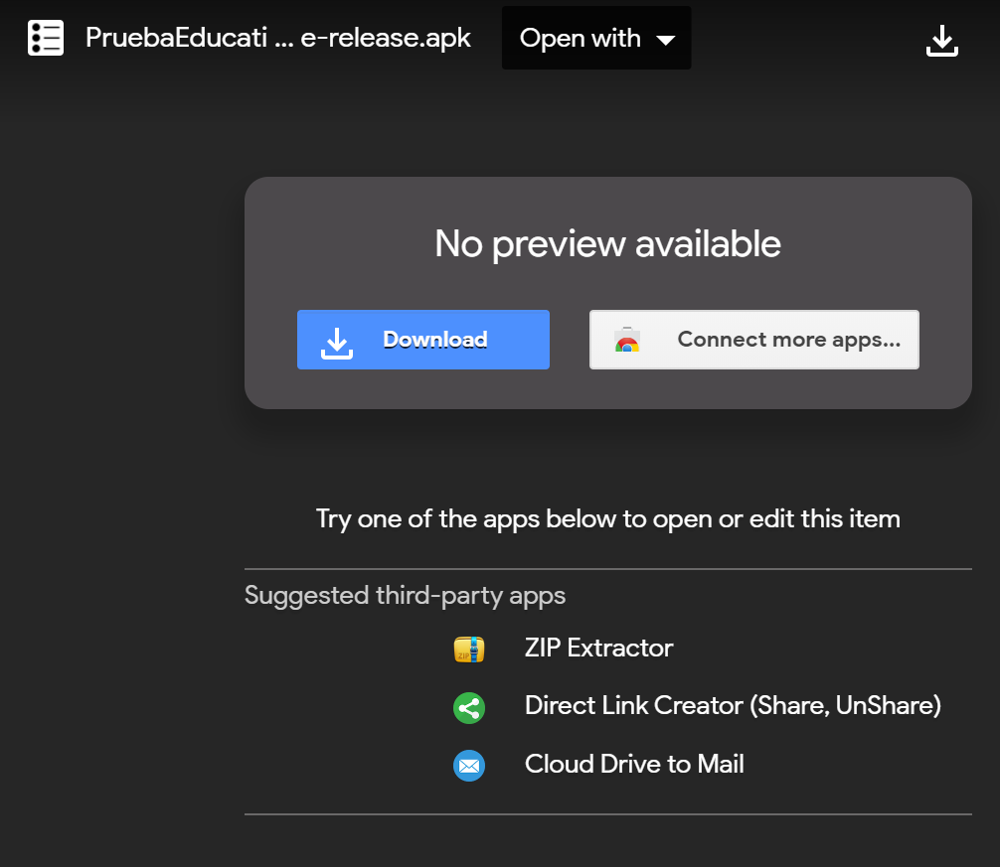 PruebaEducati ... e-release.apk
Open with
No preview available
Download
Connect more apps...
Try one of the apps below to open or edit this item
Suggested third-party apps
ZIP
ZIP Extractor
Direct Link Creator (Share, UnShare)
Cloud Drive to Mail